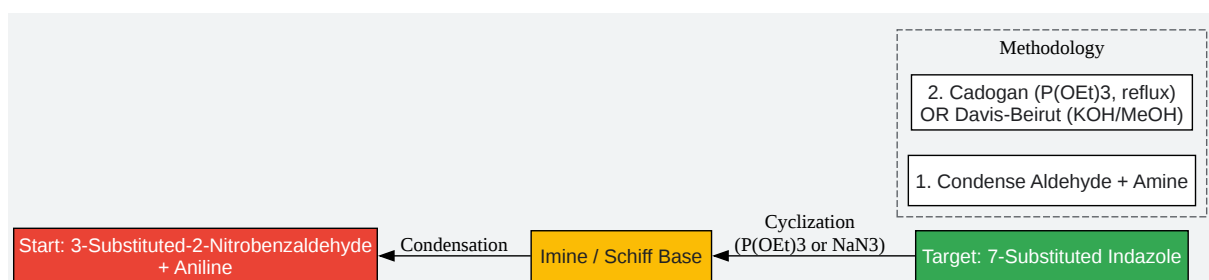 Methodology
2. Cadogan (P(OEt)3, reflux)
OR Davis-Beirut (KOH/MeOH)
1. Condense Aldehyde + Amine
Start: 3-Substituted-2-Nitrobenzaldehyde
+ Aniline
Condensation
Imine / Schiff Base
Cyclization
(P(OEt)3 or NaN3)
Target: 7-Substituted Indazole